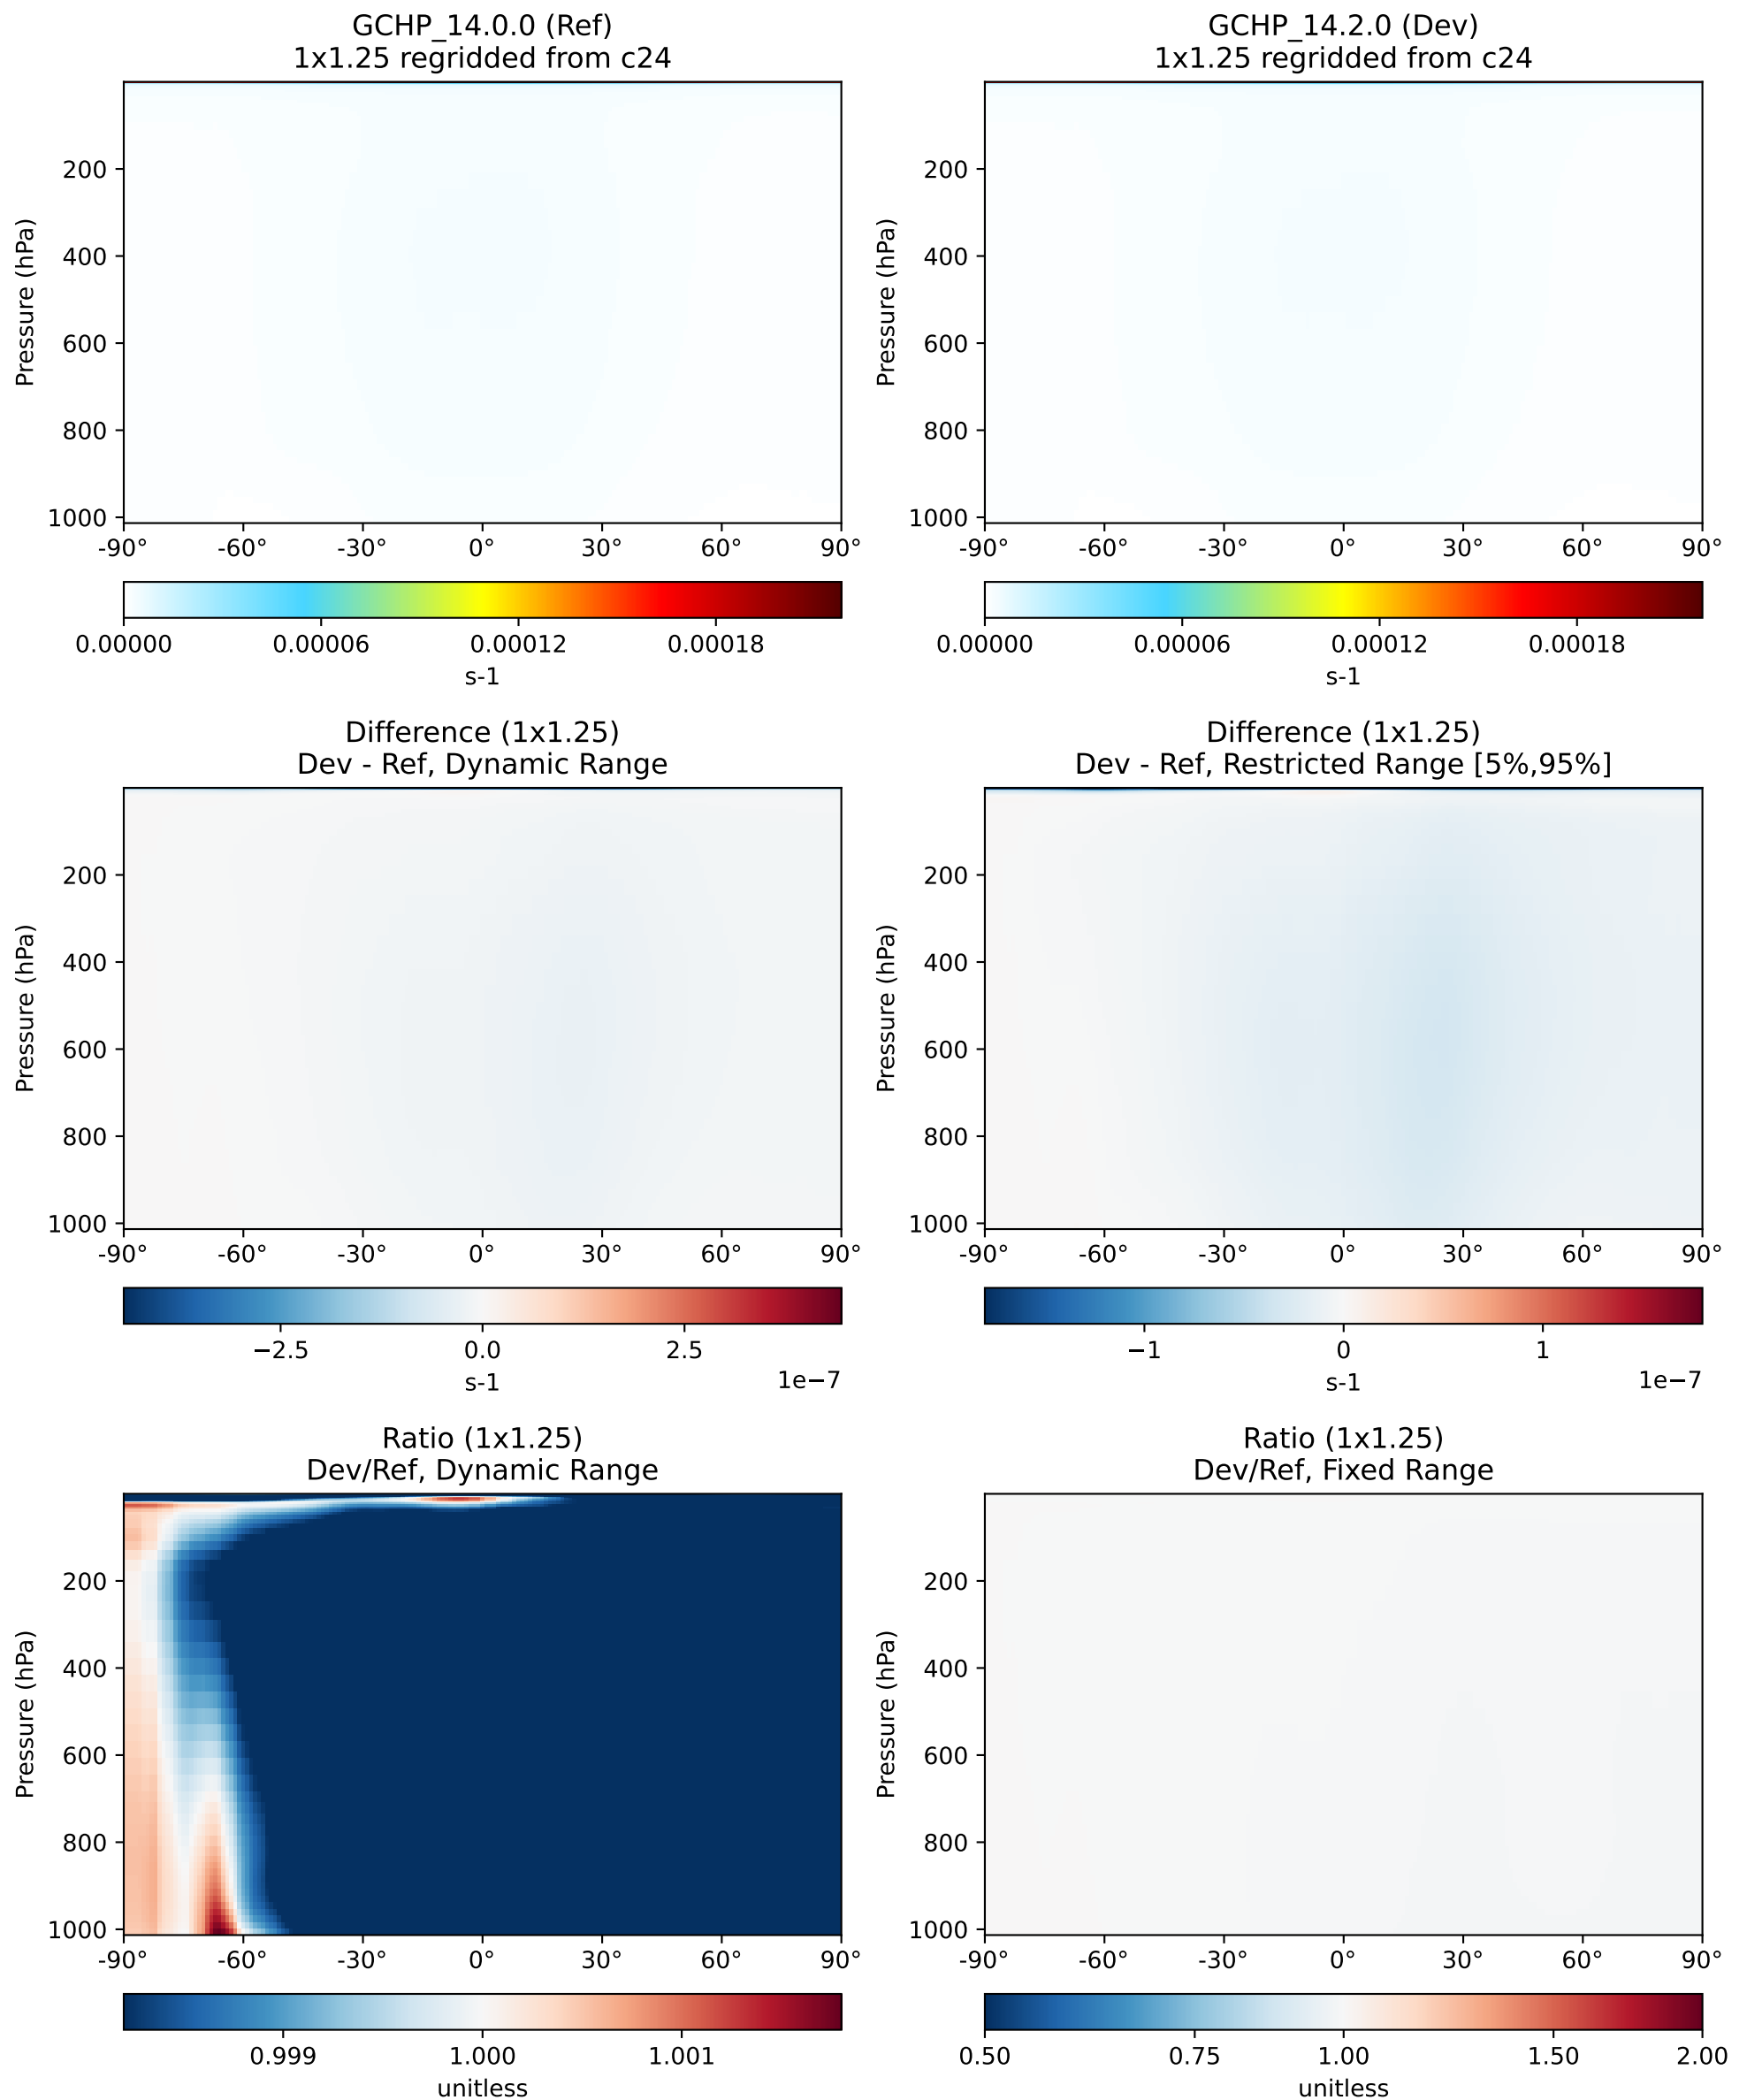 GCHP_14.0.0 (Ref)
1x1.25 regridded from c24
GCHP_14.2.0 (Dev)
1x1.25 regridded from c24
Pressure (hPa)
200
400
600
800
1000
-90° -60° -30° 0° 30° 60° 90°
0.00000 0.00006 0.00012 0.00018
s-1
Pressure (hPa)
200
400
600
800
1000
-90° -60° -30° 0° 30° 60° 90°
0.00000 0.00006 0.00012 0.00018
s-1
Difference (1x1.25)
Dev - Ref, Dynamic Range
Difference (1x1.25)
Dev - Ref, Restricted Range [5%,95%]
Pressure (hPa)
200
400
600
800
1000
-90° -60° -30° 0° 30° 60° 90°
−2.5 0.0 2.5
s-1
1e−7
Pressure (hPa)
200
400
600
800
1000
-90° -60° -30° 0° 30° 60° 90°
−1 0 1
s-1
1e−7
Ratio (1x1.25)
Dev/Ref, Dynamic Range
Ratio (1x1.25)
Dev/Ref, Fixed Range
Pressure (hPa)
200
400
600
800
1000
-90° -60° -30° 0° 30° 60° 90°
0.999 1.000 1.001
unitless
Pressure (hPa)
200
400
600
800
1000
-90° -60° -30° 0° 30° 60° 90°
0.50 0.75 1.00 1.50 2.00
unitless